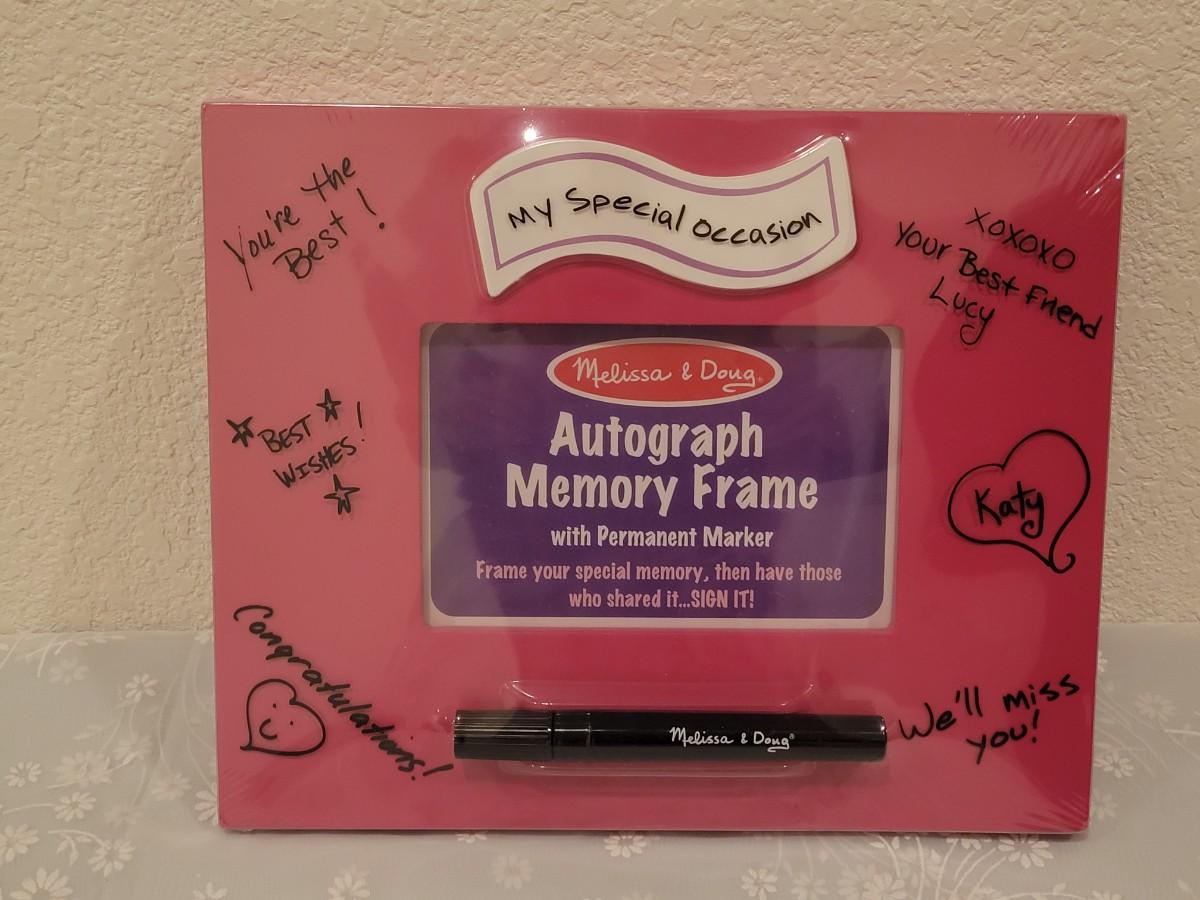 My Special Occasion
You're the
Best!
XOXOXO
Your Best Friend
Lucy
Melissa & Doug®
Autograph
Memory Frame
with Permanent Marker
Frame your special memory, then have those
who shared it...SIGN IT!
BEST
WISHES!
Katy
Congratulations!
Melissa & Doug®
We'll miss
you!